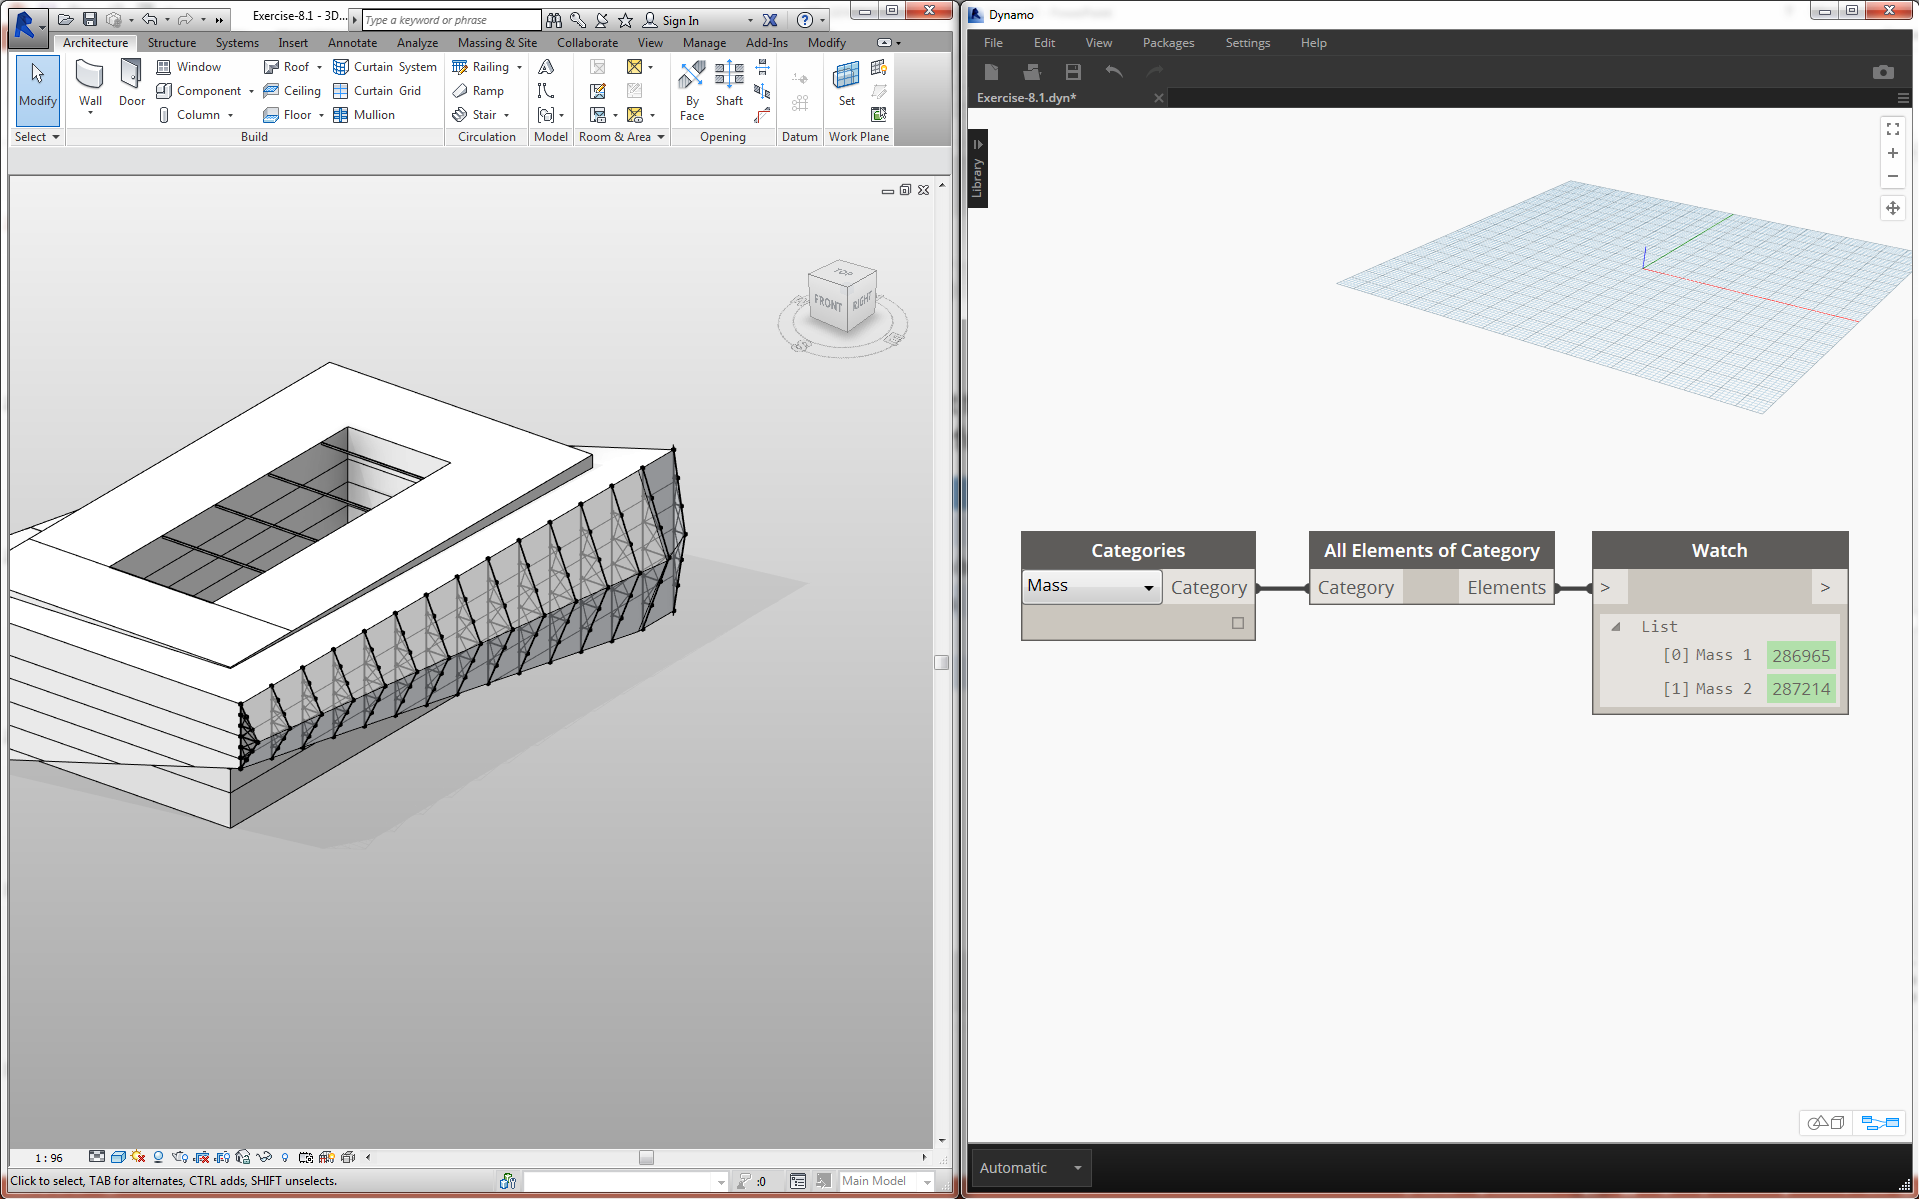 Exercise-8.1 - 3D...
Type a keyword or phrase
Sign In
Architecture Structure Systems Insert Annotate Analyze Massing & Site Collaborate View Manage Add-Ins Modify
Modify
Wall
Door
Window
Component
Column
Roof
Ceiling
Floor
Curtain System
Curtain Grid
Mullion
Railing
Ramp
Stair
By
Face
Shaft
Set
Select
Build
Circulation
Model
Room & Area
Opening
Datum
Work Plane
TOP
FRONT
RIGHT
1 : 96
Click to select, TAB for alternates, CTRL adds, SHIFT unselects.
:0
Main Model
Dynamo
File Edit View Packages Settings Help
Exercise-8.1.dyn*
Library
Categories
Mass
Category
All Elements of Category
Category
Elements
Watch
>
>
List
[0] Mass 1 286965
[1] Mass 2 287214
Automatic